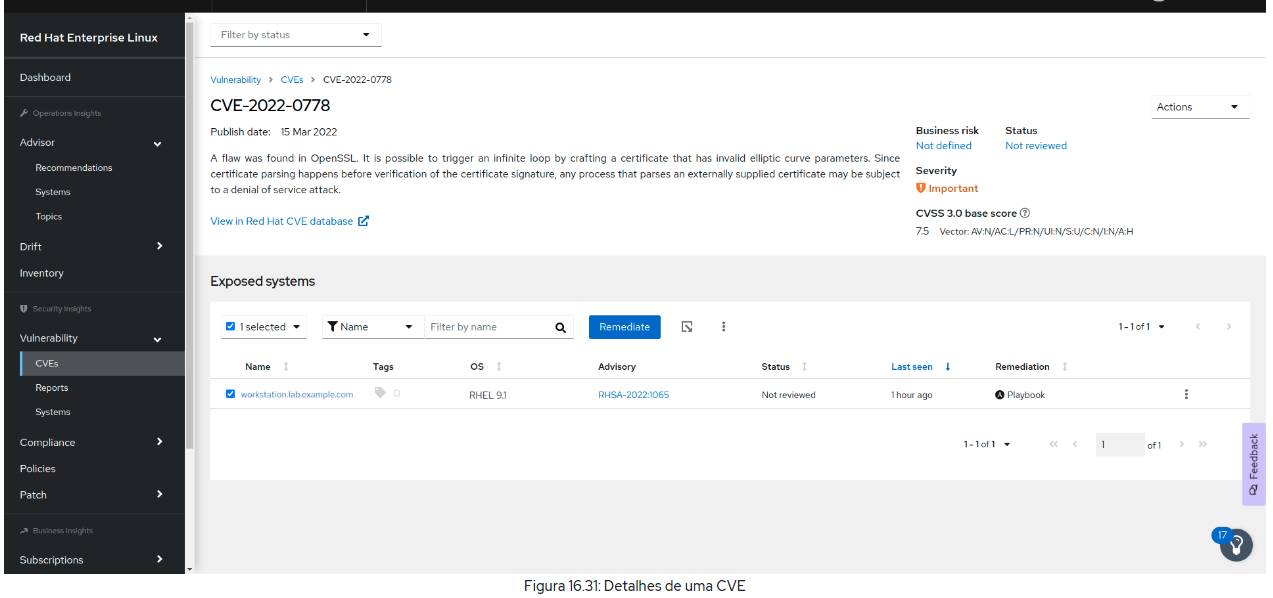 Red Hat Enterprise Linux
Dashboard
Operations Insights
Advisor
Recommendations
Systems
Topics
Drift
Inventory
Security Insights
Vulnerability
CVEs
Reports
Systems
Compliance
Policies
Patch
Business Insights
Subscriptions
Filter by status
Vulnerability > CVEs > CVE-2022-0778
CVE-2022-0778
Actions
Publish date: 15 Mar 2022
A flaw was found in OpenSSL. It is possible to trigger an infinite loop by crafting a certificate that has invalid elliptic curve parameters. Since
certificate parsing happens before verification of the certificate signature, any process that parses an externally supplied certificate may be subject
to a denial of service attack.
View in Red Hat CVE database
Business risk Status
Not defined Not reviewed
Severity
Important
CVSS 3.0 base score
7.5 Vector: AV:N/AC:L/PR:N/UI:N/S:U/C:N/I:N/A:H
Exposed systems
1 selected Name Filter by name Remediate 1 - 1 of 1
Name Tags OS Advisory Status Last seen Remediation
workstation.lab.example.com 0 RHEL 9.1 RHSA-2022:1065 Not reviewed 1 hour ago Playbook
1 - 1 of 1 1 of 1
Feedback
17
Figura 16.31: Detalhes de uma CVE